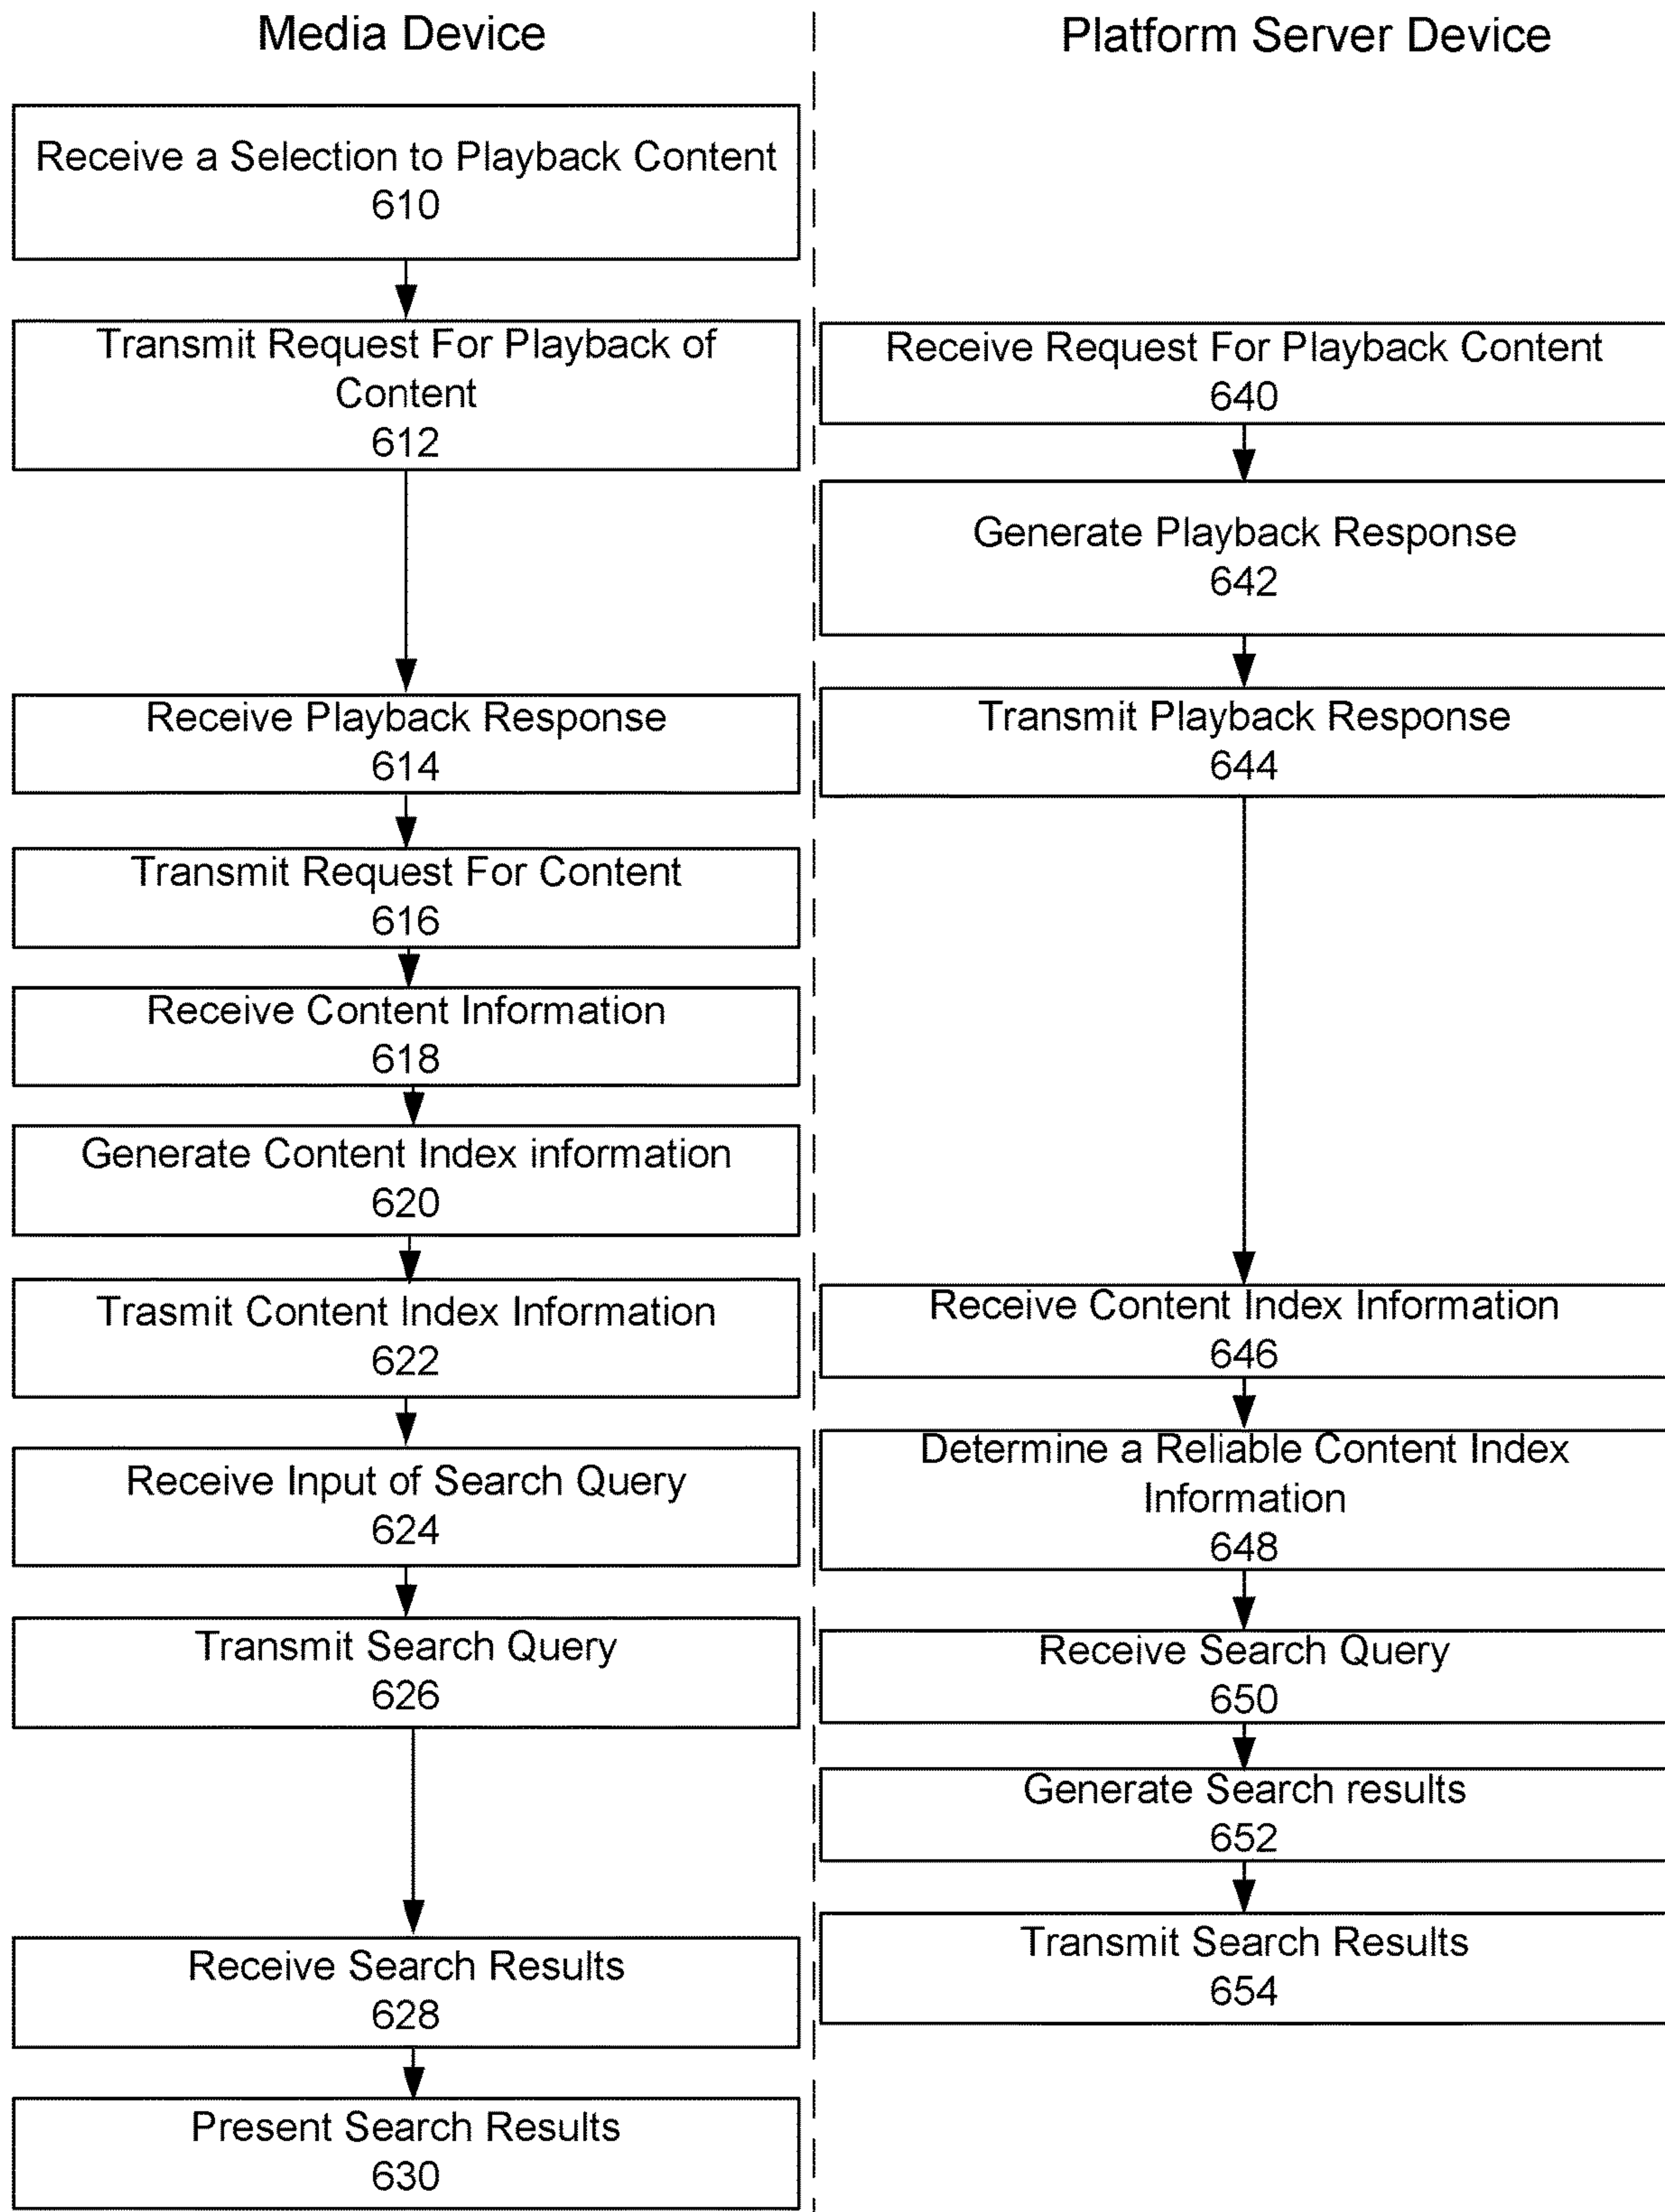 Media Device
Receive a Selection to Playback Content
610
Transmit Request For Playback of
Content
612
Receive Playback Response
614
Transmit Request For Content
616
Receive Content Information
618
Generate Content Index information
620
Trasmit Content Index Information
622
Receive Input of Search Query
624
Transmit Search Query
626
Receive Search Results
628
Present Search Results
630
Platform Server Device
Receive Request For Playback Content
640
Generate Playback Response
642
Transmit Playback Response
644
Receive Content Index Information
646
Determine a Reliable Content Index
Information
648
Receive Search Query
650
Generate Search results
652
Transmit Search Results
654